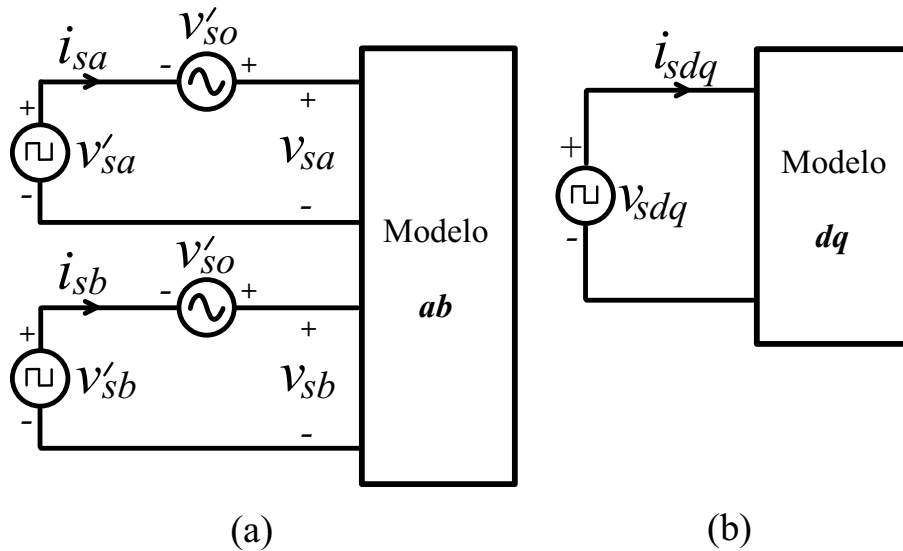 i_sa
v'_so
- +
+
v'_sa
-
+
v_sa
-
i_sb
v'_so
- +
+
v'_sb
-
+
v_sb
-
Modelo
ab
(a)
i_sdq
+
v_sdq
-
Modelo
dq
(b)